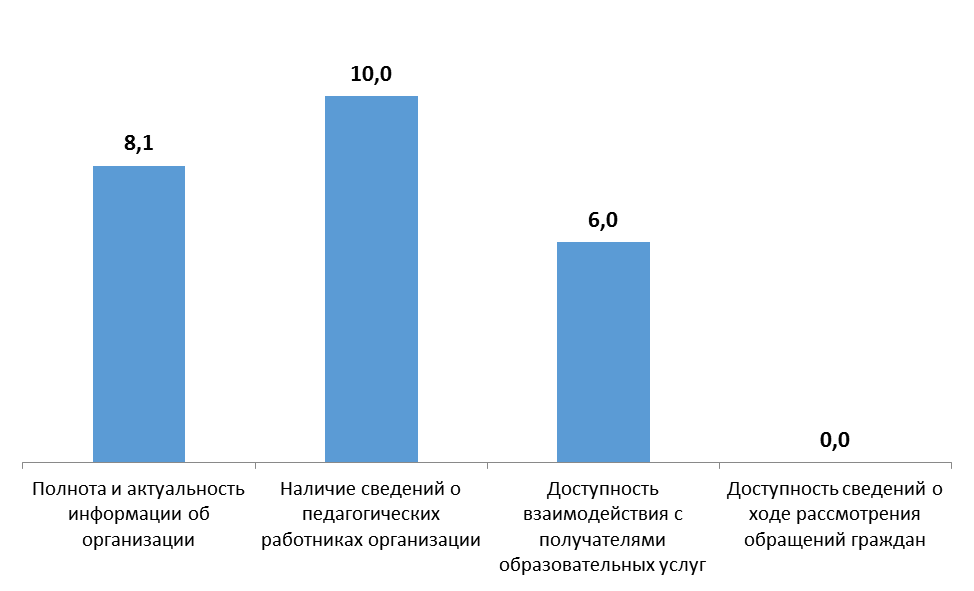 8,1
10,0
6,0
0,0
Полнота и актуальность
информации об
организации
Наличие сведений о
педагогических
работниках организации
Доступность
взаимодействия с
получателями
образовательных услуг
Доступность сведений о
ходе рассмотрения
обращений граждан